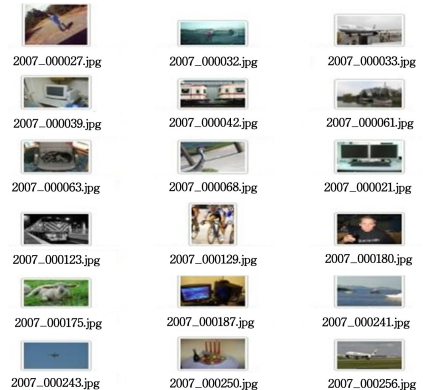 2007_000027.jpg 2007_000032.jpg 2007_000033.jpg
2007_000039.jpg 2007_000042.jpg 2007_000061.jpg
2007_000063.jpg 2007_000068.jpg 2007_000021.jpg
2007_000123.jpg 2007_000129.jpg 2007_000180.jpg
2007_000175.jpg 2007_000187.jpg 2007_000241.jpg
2007_000243.jpg 2007_000250.jpg 2007_000256.jpg